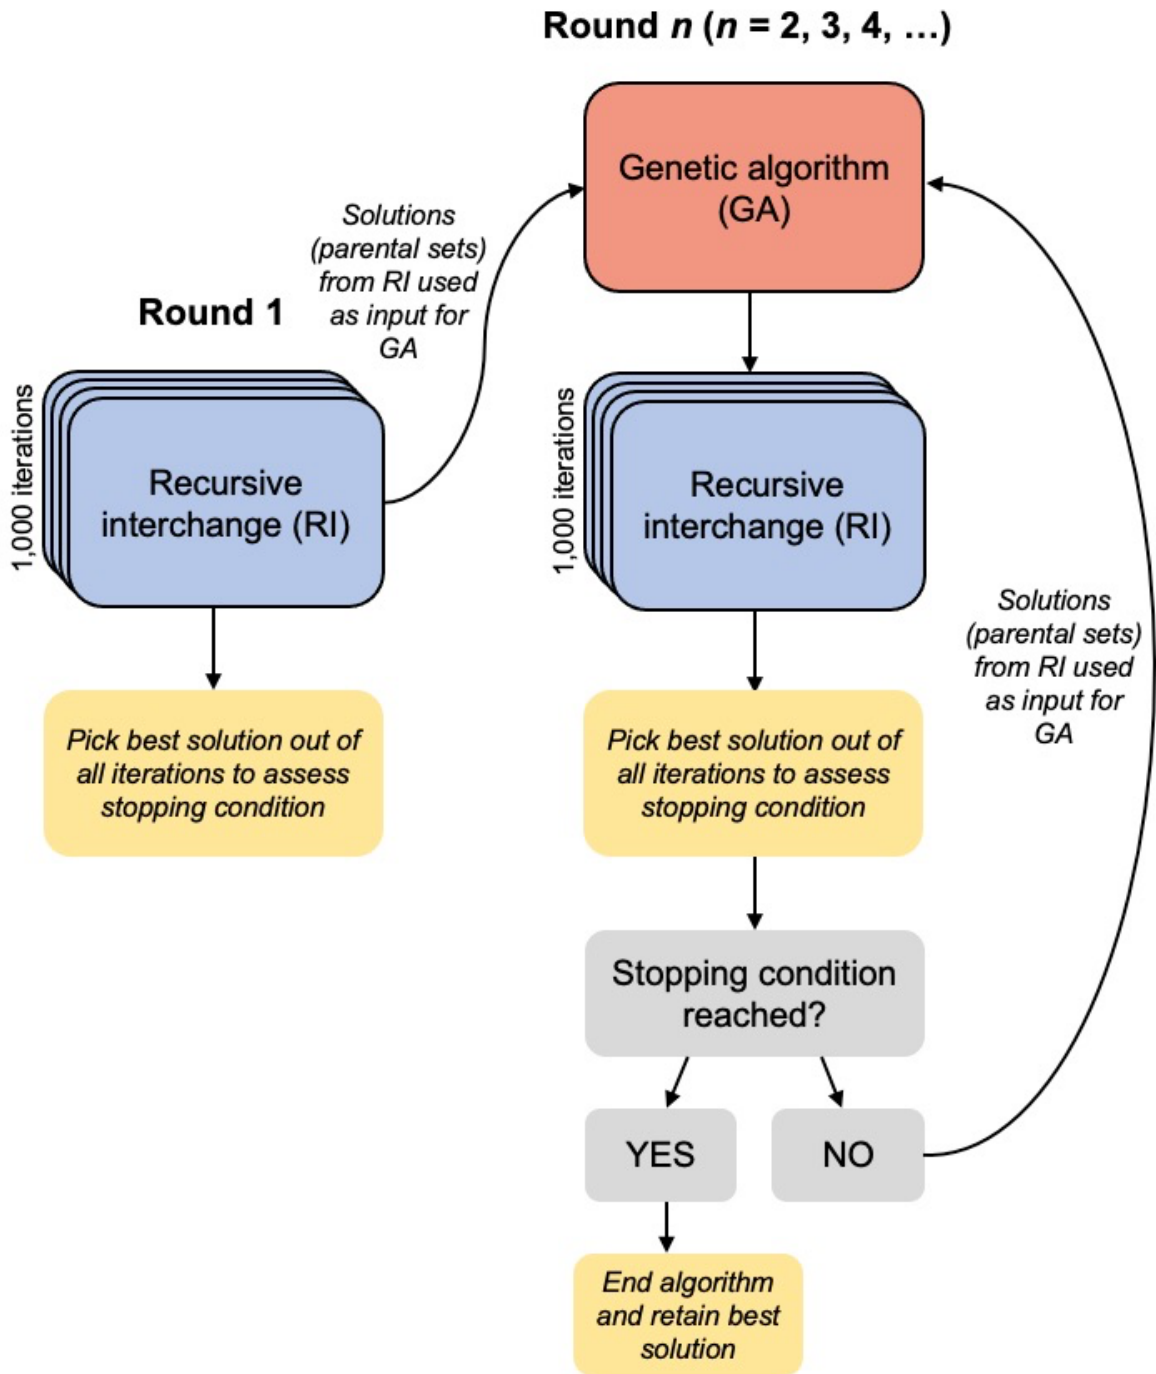 Round n (n = 2, 3, 4, …)
Genetic algorithm
(GA)
Solutions
(parental sets)
from RI used
as input for
GA
Round 1
1,000 iterations
Recursive
interchange (RI)
1,000 iterations
Recursive
interchange (RI)
Solutions
(parental sets)
from RI used
as input for
GA
Pick best solution out of
all iterations to assess
stopping condition
Pick best solution out of
all iterations to assess
stopping condition
Stopping condition
reached?
YES
NO
End algorithm
and retain best
solution